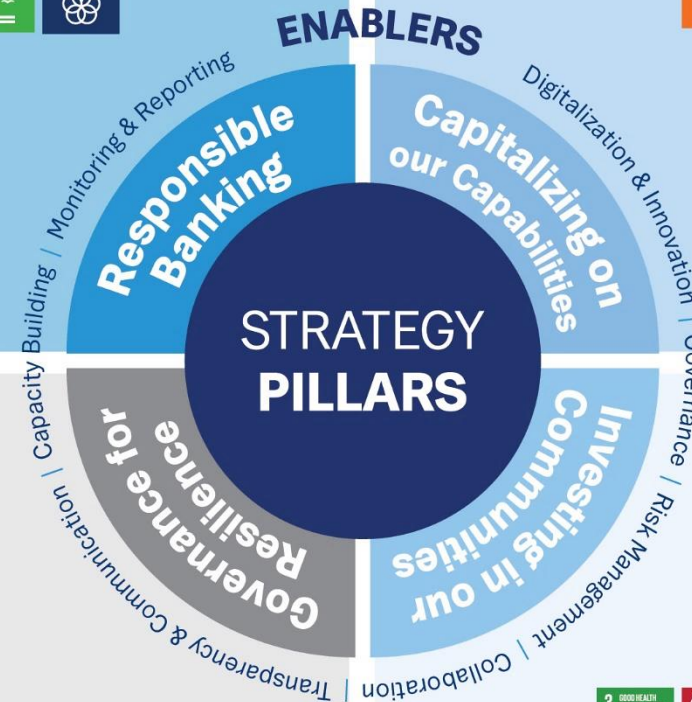 ENABLERS
Monitoring & Reporting
Digitalization & Innovation |
Responsible
Banking
Capitalizing on
our Capabilities
STRATEGY
PILLARS
Governance for
Resilience
Investing in our
Communities
Capacity Building |
Governance |
Risk Management |
Collaboration |
Transparency & Communication |
3 GOOD HEALTH